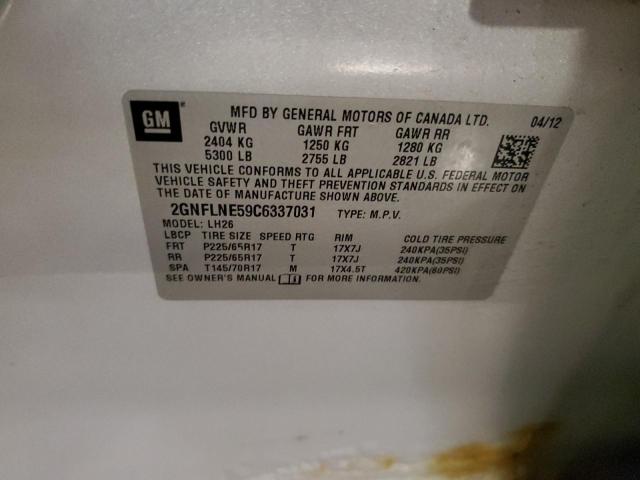 GM MFD BY GENERAL MOTORS OF CANADA LTD. 04/12
GVWR GAWR FRT GAWR RR
2404 KG 1250 KG 1280 KG
5300 LB 2755 LB 2821 LB
THIS VEHICLE CONFORMS TO ALL APPLICABLE U.S. FEDERAL MOTOR
VEHICLE SAFETY AND THEFT PREVENTION STANDARDS IN EFFECT ON
THE DATE OF MANUFACTURE SHOWN ABOVE.
2GNFLNE59C6337031 TYPE: M.P.V.
MODEL: LH26
LBCP TIRE SIZE SPEED RTG RIM COLD TIRE PRESSURE
FRT P225/65R17 T 17X7J 240KPA(35PSI)
RR P225/65R17 T 17X7J 240KPA(35PSI)
SPA T145/70R17 M 17X4.5T 420KPA(60PSI)
SEE OWNER'S MANUAL FOR MORE INFORMATION.